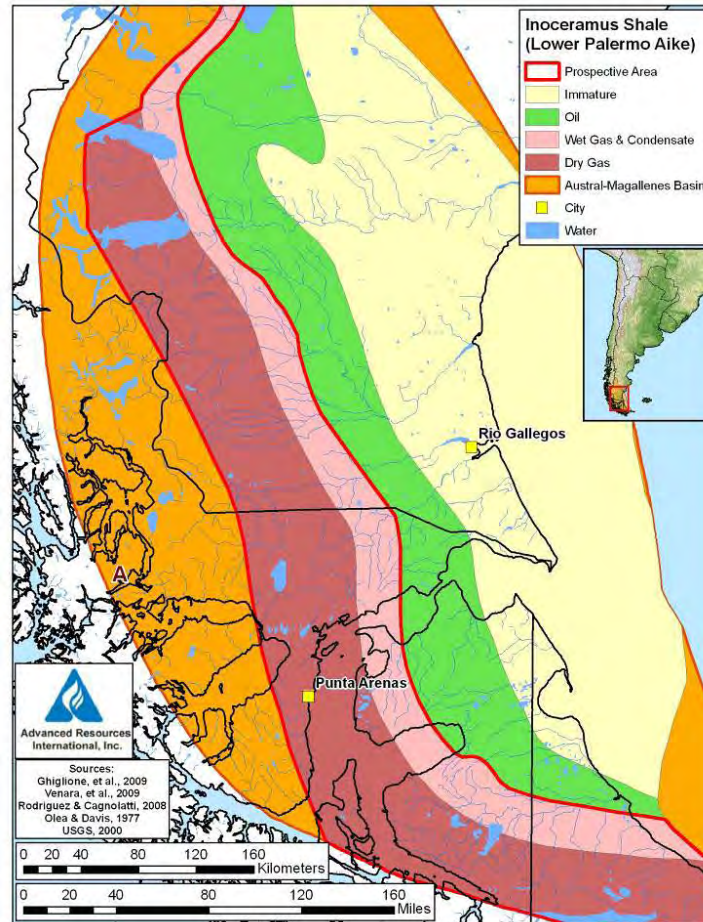 Inoceramus Shale
(Lower Palermo Aike)
Prospective Area
Immature
Oil
Wet Gas & Condensate
Dry Gas
Austral-Magallenes Basin
City
Water
Rio Gallegos
A
Punta Arenas
Advanced Resources
International, Inc.
Sources:
Ghiglione, et al., 2009
Venara, et al., 2009
Rodriguez & Cagnolatti, 2008
Olea & Davis, 1977
USGS, 2000
0 20 40 80 120 160
Kilometers
0 20 40 80 120 160
Miles